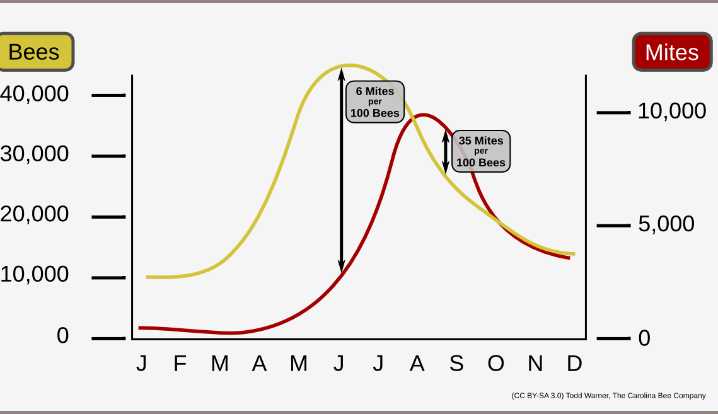 Bees
Mites
40,000
30,000
20,000
10,000
0
6 Mites
per
100 Bees
35 Mites
per
100 Bees
10,000
5,000
0
J F M A M J J A S O N D
(CC BY-SA 3.0) Todd Warner, The Carolina Bee Company